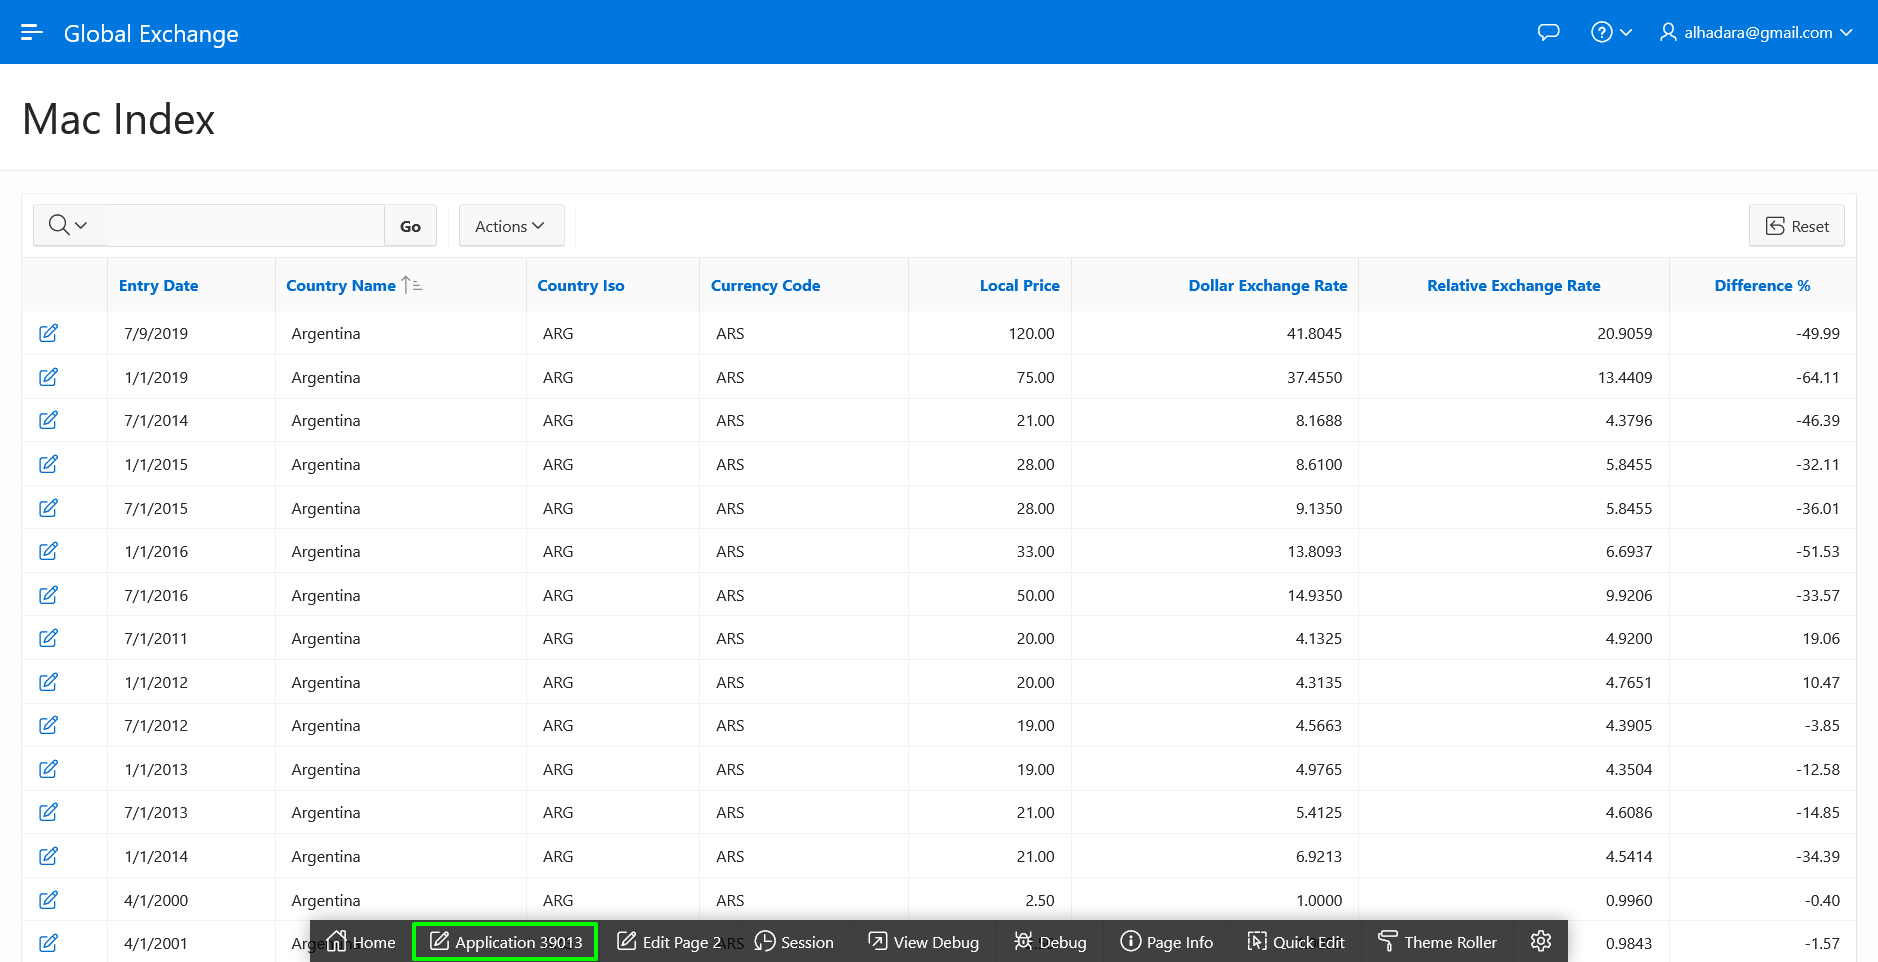 Global Exchange
alhadara@gmail.com
Mac Index
Go
Actions
Reset
Entry Date Country Name Country Iso Currency Code Local Price Dollar Exchange Rate Relative Exchange Rate Difference %
7/9/2019 Argentina ARG ARS 120.00 41.8045 20.9059 -49.99
1/1/2019 Argentina ARG ARS 75.00 37.4550 13.4409 -64.11
7/1/2014 Argentina ARG ARS 21.00 8.1688 4.3796 -46.39
1/1/2015 Argentina ARG ARS 28.00 8.6100 5.8455 -32.11
7/1/2015 Argentina ARG ARS 28.00 9.1350 5.8455 -36.01
1/1/2016 Argentina ARG ARS 33.00 13.8093 6.6937 -51.53
7/1/2016 Argentina ARG ARS 50.00 14.9350 9.9206 -33.57
7/1/2011 Argentina ARG ARS 20.00 4.1325 4.9200 19.06
1/1/2012 Argentina ARG ARS 20.00 4.3135 4.7651 10.47
7/1/2012 Argentina ARG ARS 19.00 4.5663 4.3905 -3.85
1/1/2013 Argentina ARG ARS 19.00 4.9765 4.3504 -12.58
7/1/2013 Argentina ARG ARS 21.00 5.4125 4.6086 -14.85
1/1/2014 Argentina ARG ARS 21.00 6.9213 4.5414 -34.39
4/1/2000 Argentina ARG ARS 2.50 1.0000 0.9960 -0.40
4/1/2001 ARS 0.9843 -1.57
Home Application 39013 Edit Page 2 Session View Debug Debug Page Info Quick Edit Theme Roller